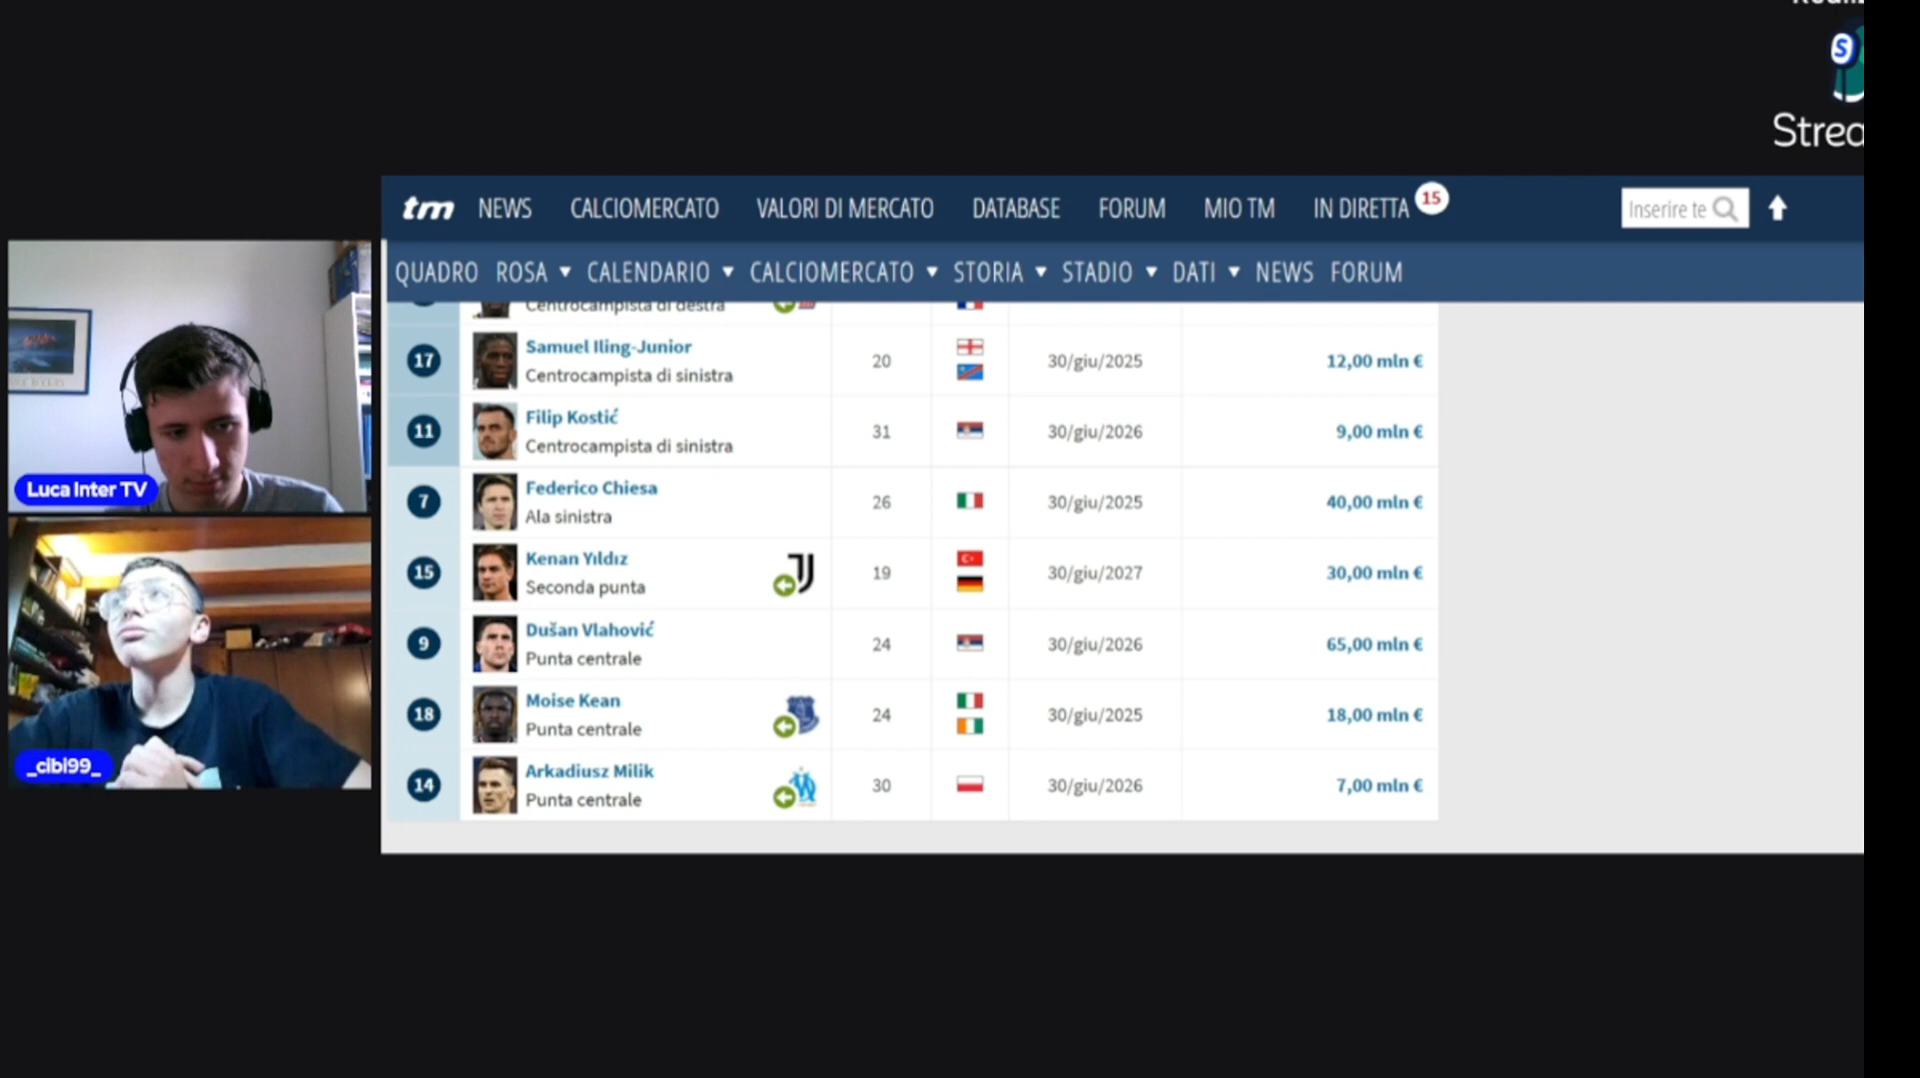 Strea
tm NEWS CALCIOMERCATO VALORI DI MERCATO DATABASE FORUM MIO TM IN DIRETTA 15 Inserire te
QUADRO ROSA CALENDARIO CALCIOMERCATO STORIA STADIO DATI NEWS FORUM
Centrocampista di destra
17 Samuel Iling-Junior 20 30/giu/2025 12,00 mln €
Centrocampista di sinistra
11 Filip Kostić 31 30/giu/2026 9,00 mln €
Centrocampista di sinistra
7 Federico Chiesa 26 30/giu/2025 40,00 mln €
Ala sinistra
15 Kenan Yıldız 19 30/giu/2027 30,00 mln €
Seconda punta
9 Dušan Vlahović 24 30/giu/2026 65,00 mln €
Punta centrale
18 Moise Kean 24 30/giu/2025 18,00 mln €
Punta centrale
14 Arkadiusz Milik 30 30/giu/2026 7,00 mln €
Punta centrale
Luca Inter TV
_cibi99_